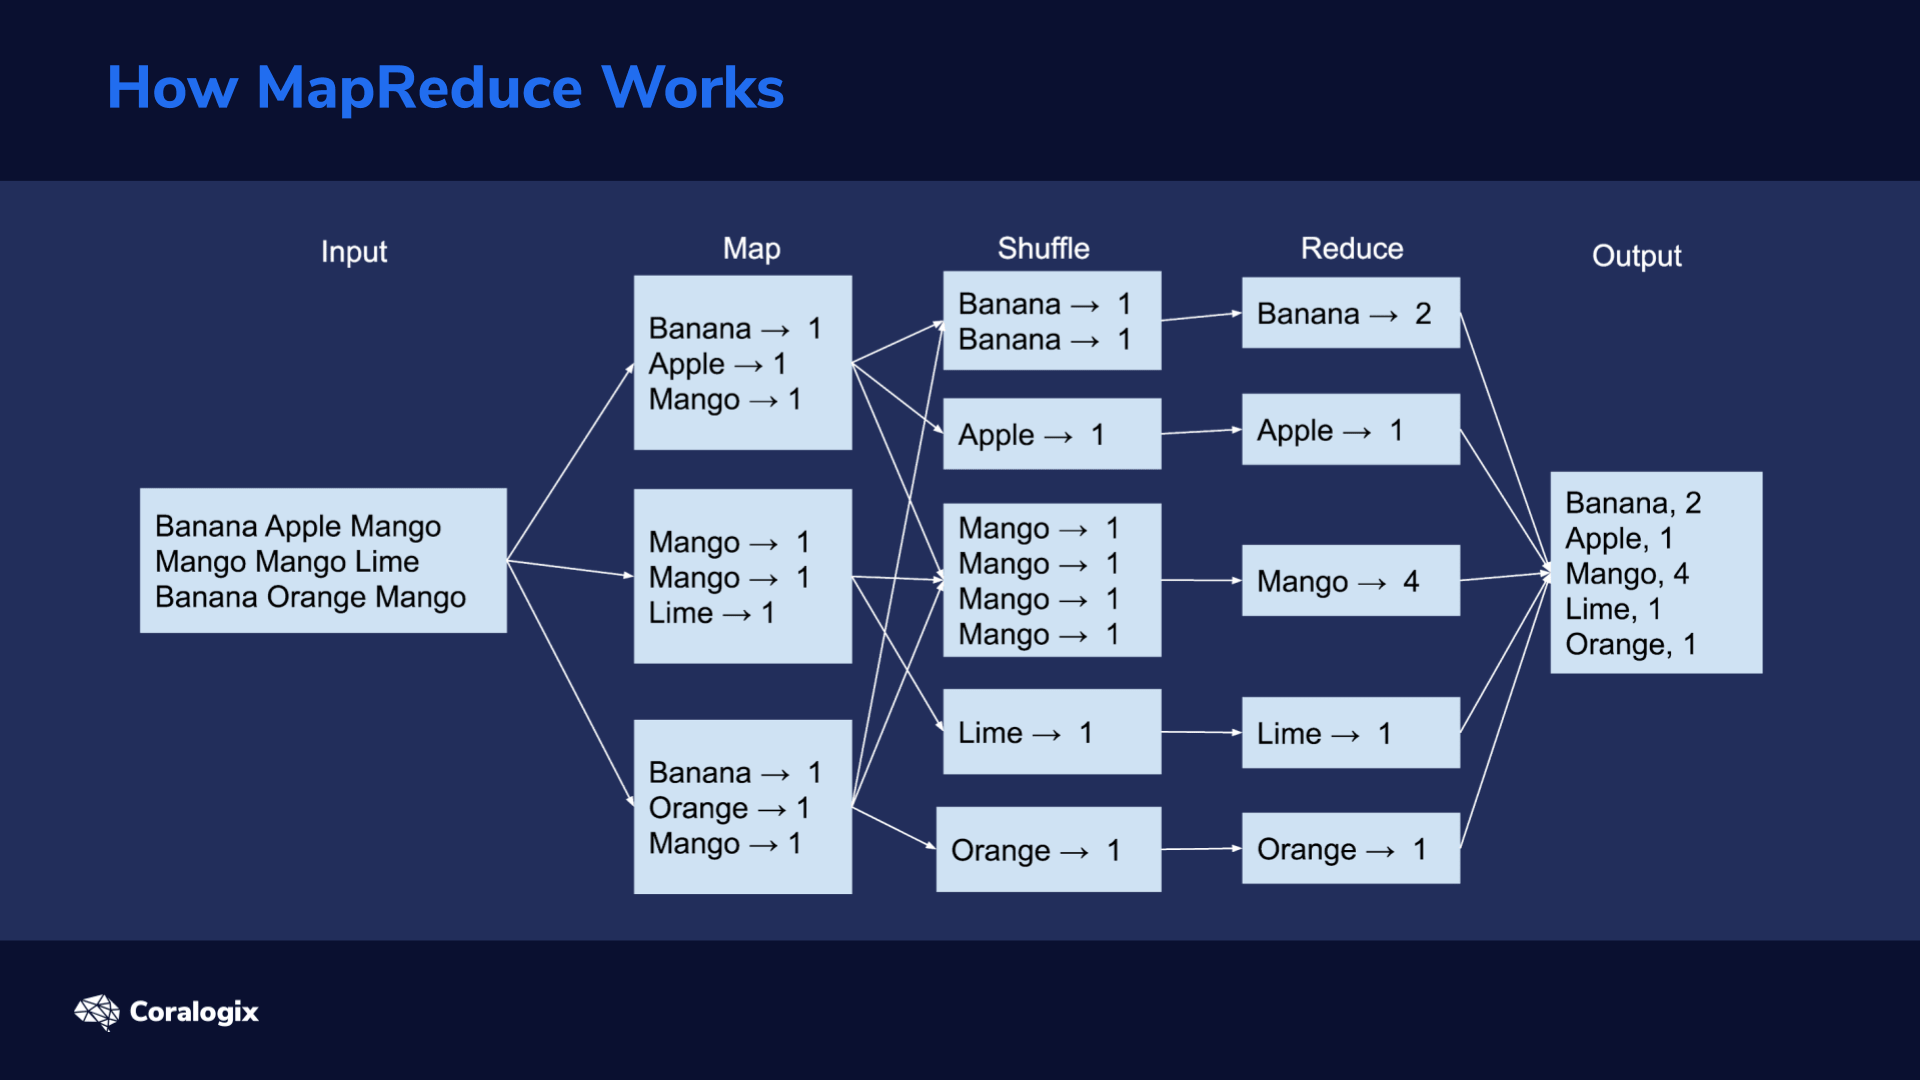 How MapReduce Works
Input
Map
Shuffle
Reduce
Output
Banana Apple Mango
Mango Mango Lime
Banana Orange Mango
Banana → 1
Apple → 1
Mango → 1
Mango → 1
Mango → 1
Lime → 1
Banana → 1
Orange → 1
Mango → 1
Banana → 1
Banana → 1
Apple → 1
Mango → 1
Mango → 1
Mango → 1
Mango → 1
Lime → 1
Orange → 1
Banana → 2
Apple → 1
Mango → 4
Lime → 1
Orange → 1
Banana, 2
Apple, 1
Mango, 4
Lime, 1
Orange, 1
Coralogix